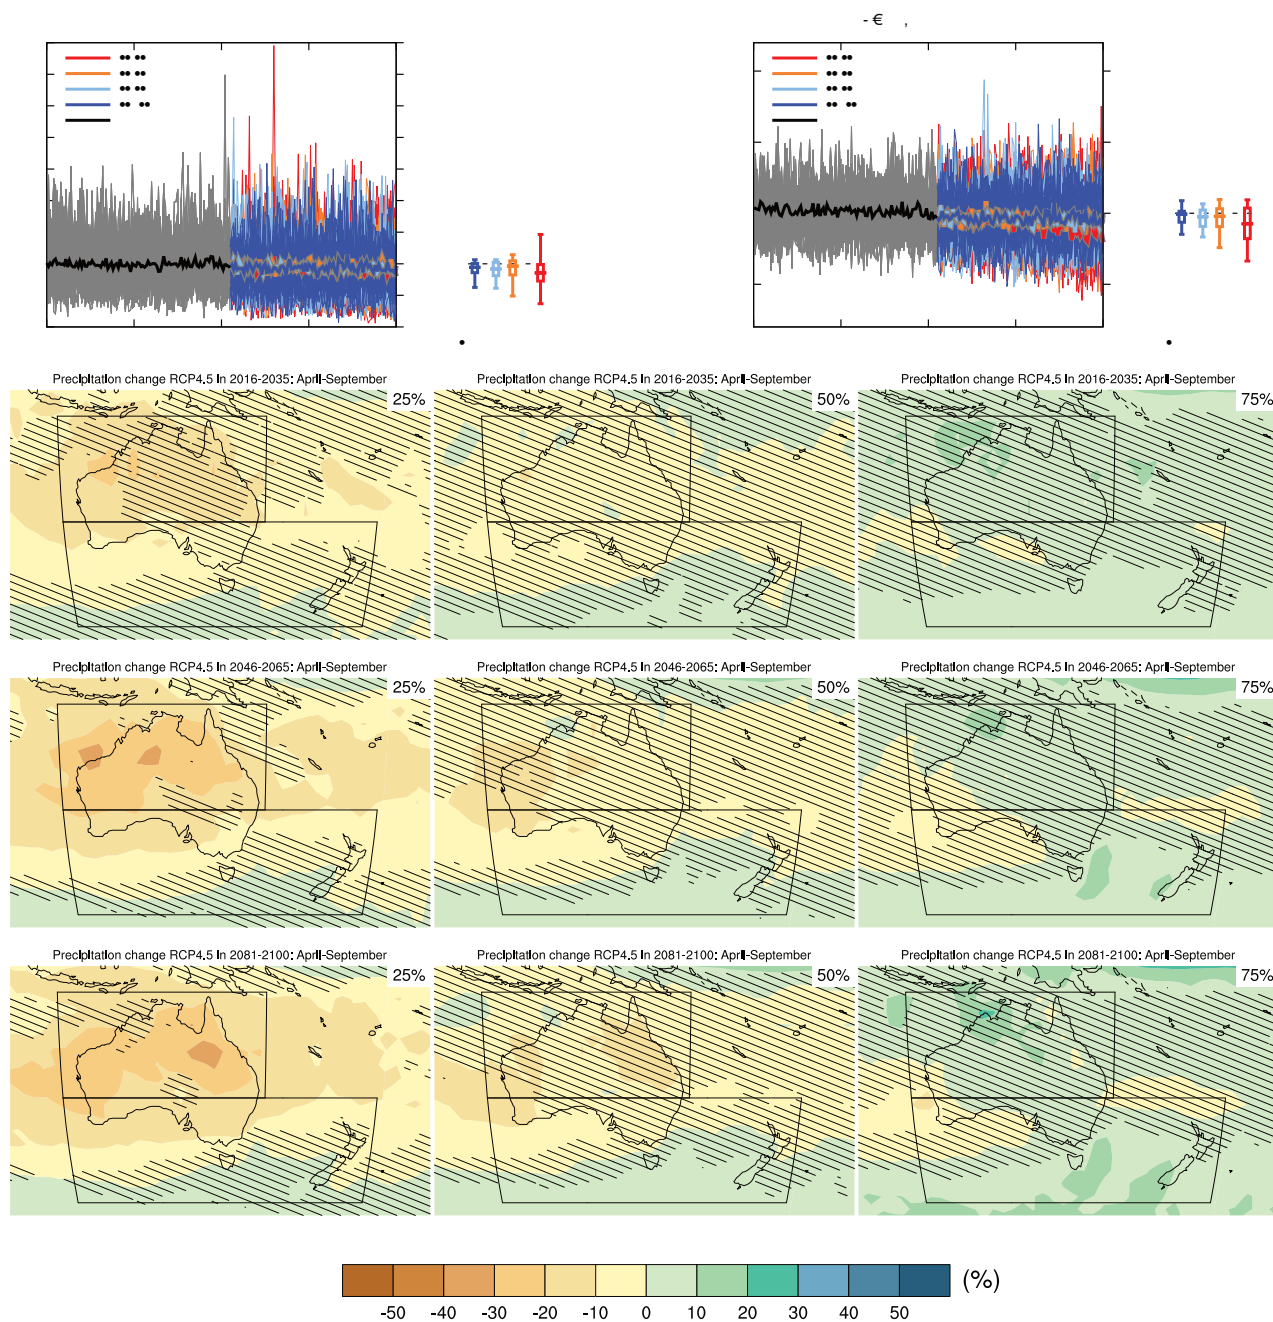 - € ,
Precipitation change RCP4.5 in 2016-2035: April-September
25%
Precipitation change RCP4.5 in 2016-2035: April-September
50%
Precipitation change RCP4.5 in 2016-2035: April-September
75%
Precipitation change RCP4.5 in 2046-2065: April-September
25%
Precipitation change RCP4.5 in 2046-2065: April-September
50%
Precipitation change RCP4.5 in 2046-2065: April-September
75%
Precipitation change RCP4.5 in 2081-2100: April-September
25%
Precipitation change RCP4.5 in 2081-2100: April-September
50%
Precipitation change RCP4.5 in 2081-2100: April-September
75%
(%)
-50 -40 -30 -20 -10 0 10 20 30 40 50